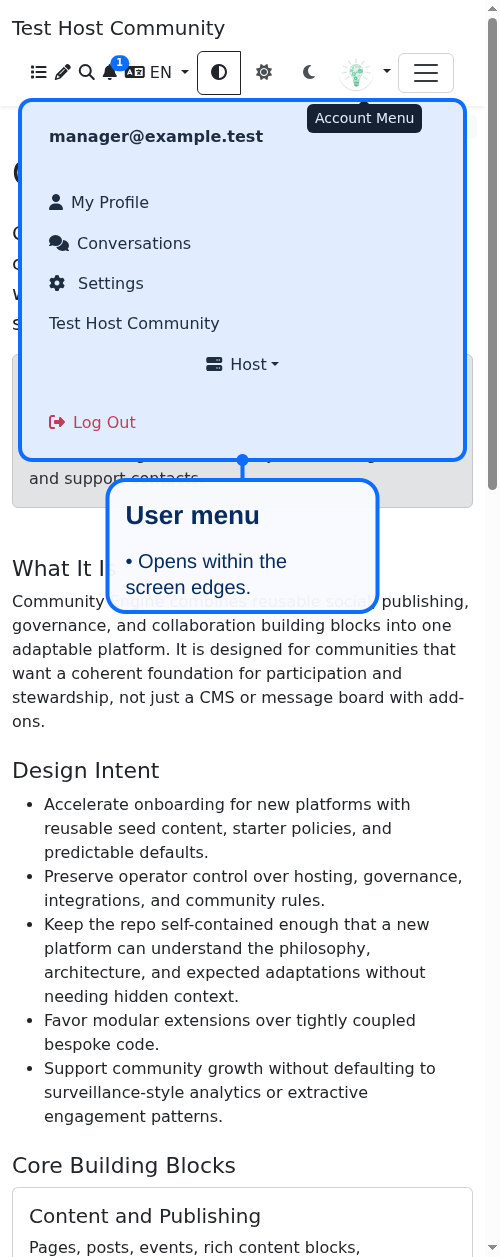 Test Host Community
1
EN
Account Menu
manager@example.test
My Profile
Conversations
Settings
Test Host Community
Host
Log Out
and support contacts
User menu
• Opens within the
screen edges.
What It Is
Community Engine combines reusable social, publishing,
governance, and collaboration building blocks into one
adaptable platform. It is designed for communities that
want a coherent foundation for participation and
stewardship, not just a CMS or message board with add-
ons.
Design Intent
• Accelerate onboarding for new platforms with
reusable seed content, starter policies, and
predictable defaults.
• Preserve operator control over hosting, governance,
integrations, and community rules.
• Keep the repo self-contained enough that a new
platform can understand the philosophy,
architecture, and expected adaptations without
needing hidden context.
• Favor modular extensions over tightly coupled
bespoke code.
• Support community growth without defaulting to
surveillance-style analytics or extractive
engagement patterns.
Core Building Blocks
Content and Publishing
Pages, posts, events, rich content blocks,